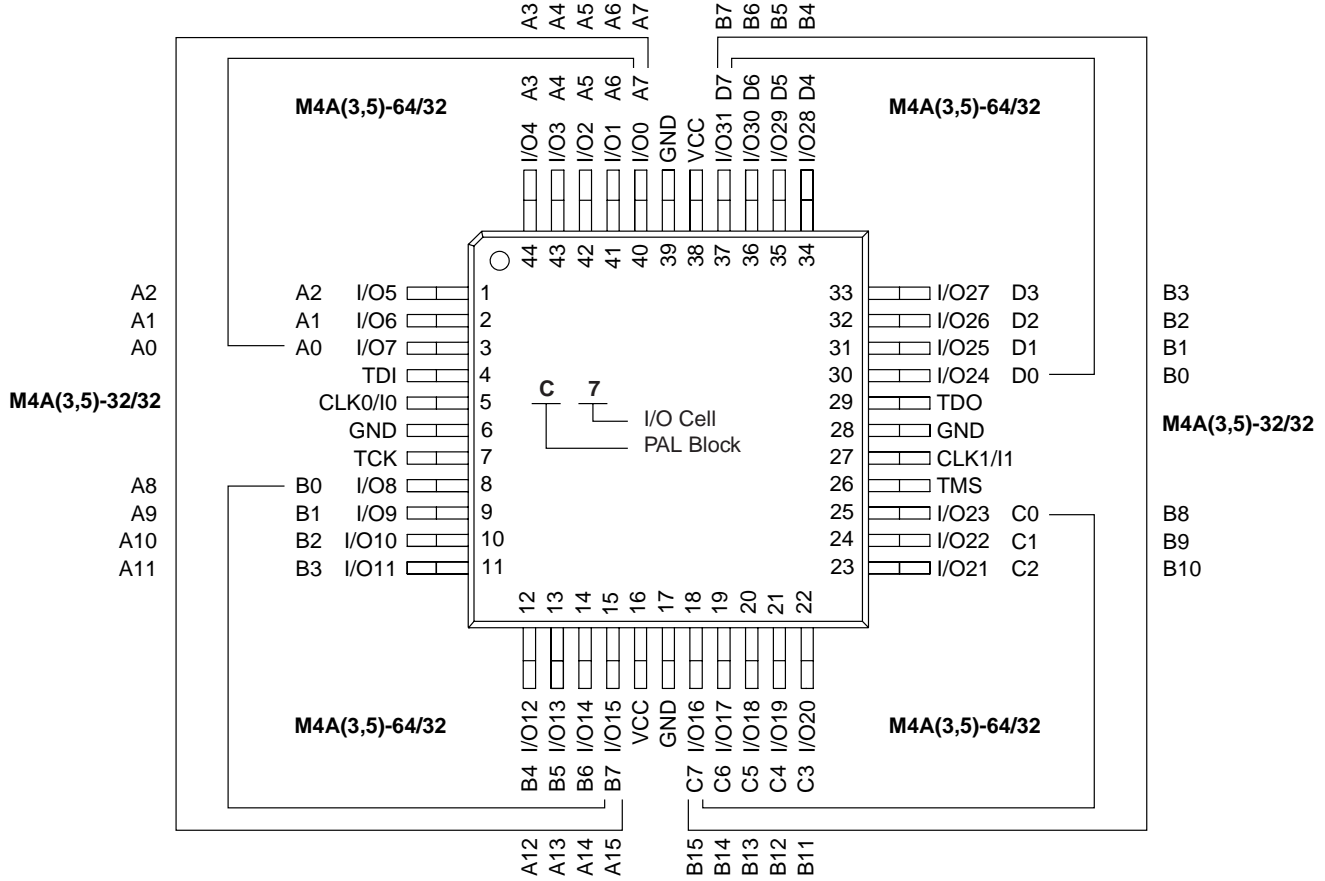 A3 A4 A5 A6 A7 B7 B6 B5 B4
A3 A4 A5 A6 A7 D7 D6 D5 D4
M4A(3,5)-64/32 M4A(3,5)-64/32
I/O4 I/O3 I/O2 I/O1 I/O0 GND VCC I/O31 I/O30 I/O29 I/O28
44 43 42 41 40 39 38 37 36 35 34
A2 A2 I/O5 1 33 I/O27 D3 B3
A1 A1 I/O6 2 32 I/O26 D2 B2
A0 A0 I/O7 3 31 I/O25 D1 B1
TDI 4 30 I/O24 D0 B0
M4A(3,5)-32/32 CLK0/I0 5 C 7 29 TDO
GND 6 I/O Cell 28 GND M4A(3,5)-32/32
TCK 7 PAL Block 27 CLK1/I1
A8 B0 I/O8 8 26 TMS
A9 B1 I/O9 9 25 I/O23 C0 B8
A10 B2 I/O10 10 24 I/O22 C1 B9
A11 B3 I/O11 11 23 I/O21 C2 B10
12 13 14 15 16 17 18 19 20 21 22
I/O12 I/O13 I/O14 I/O15 VCC GND I/O16 I/O17 I/O18 I/O19 I/O20
M4A(3,5)-64/32 M4A(3,5)-64/32
B4 B5 B6 B7 C7 C6 C5 C4 C3
A12 A13 A14 A15 B15 B14 B13 B12 B11